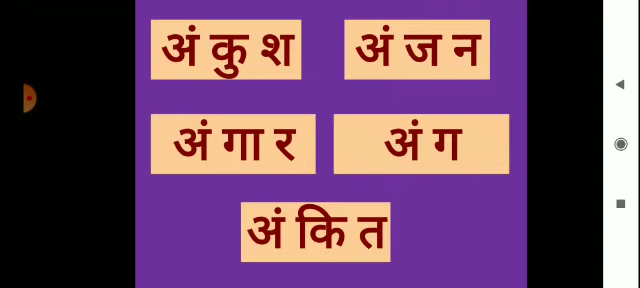 अं कु श अं ज न
अं गा र अं ग
अं कि त